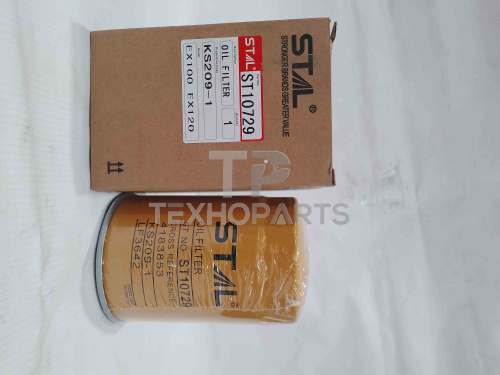 STAL®
STRONGER BRANDS GREATER VALUE
STAL®
ST10729
OIL FILTER
1
KS209-1
EX100 EX120
TP
TEXHOPARTS
STAL®
OIL FILTER
ST10729
CROSS-REFERENCE
4183853
KS209-1
LF3642